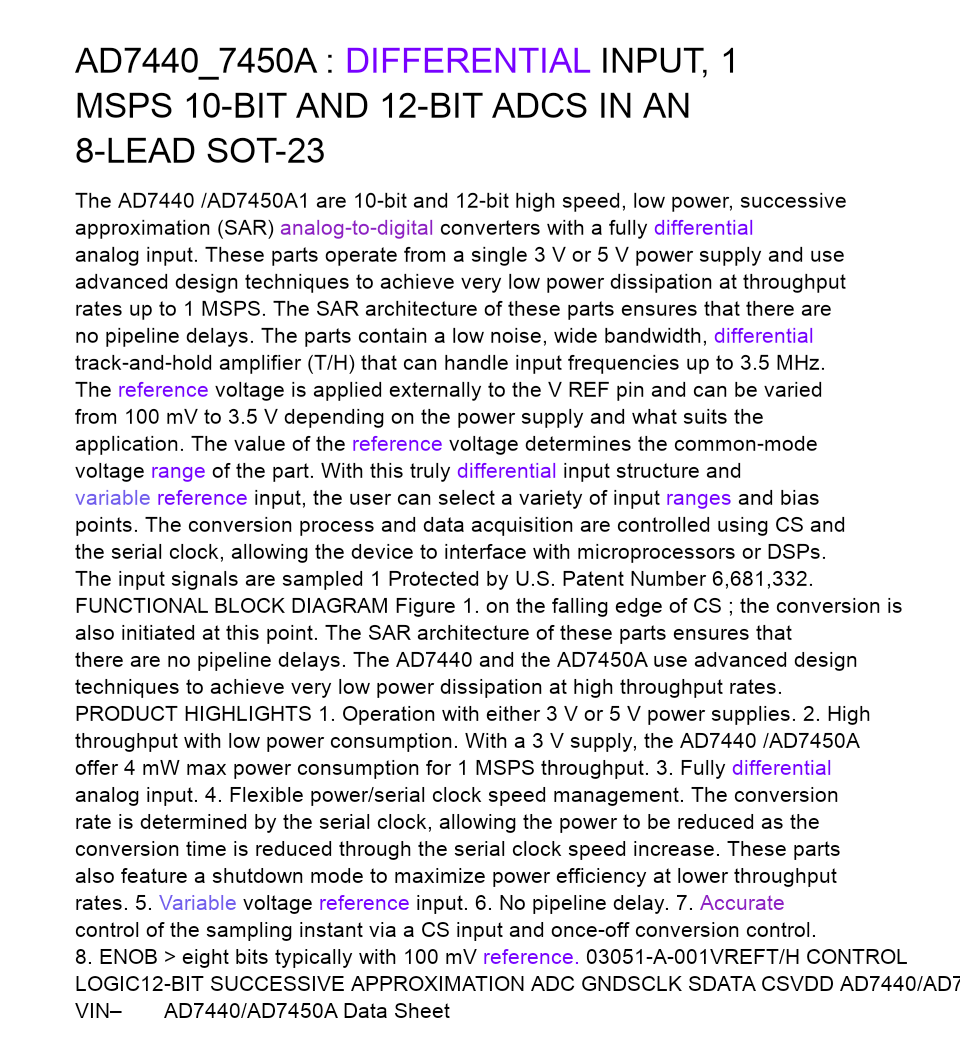 AD7440_7450A : DIFFERENTIAL INPUT, 1
MSPS 10-BIT AND 12-BIT ADCS IN AN
8-LEAD SOT-23
The AD7440 /AD7450A1 are 10-bit and 12-bit high speed, low power, successive
approximation (SAR) analog-to-digital converters with a fully differential
analog input. These parts operate from a single 3 V or 5 V power supply and use
advanced design techniques to achieve very low power dissipation at throughput
rates up to 1 MSPS. The SAR architecture of these parts ensures that there are
no pipeline delays. The parts contain a low noise, wide bandwidth, differential
track-and-hold amplifier (T/H) that can handle input frequencies up to 3.5 MHz.
The reference voltage is applied externally to the V REF pin and can be varied
from 100 mV to 3.5 V depending on the power supply and what suits the
application. The value of the reference voltage determines the common-mode
voltage range of the part. With this truly differential input structure and
variable reference input, the user can select a variety of input ranges and bias
points. The conversion process and data acquisition are controlled using CS and
the serial clock, allowing the device to interface with microprocessors or DSPs.
The input signals are sampled 1 Protected by U.S. Patent Number 6,681,332.
FUNCTIONAL BLOCK DIAGRAM Figure 1. on the falling edge of CS ; the conversion is
also initiated at this point. The SAR architecture of these parts ensures that
there are no pipeline delays. The AD7440 and the AD7450A use advanced design
techniques to achieve very low power dissipation at high throughput rates.
PRODUCT HIGHLIGHTS 1. Operation with either 3 V or 5 V power supplies. 2. High
throughput with low power consumption. With a 3 V supply, the AD7440 /AD7450A
offer 4 mW max power consumption for 1 MSPS throughput. 3. Fully differential
analog input. 4. Flexible power/serial clock speed management. The conversion
rate is determined by the serial clock, allowing the power to be reduced as the
conversion time is reduced through the serial clock speed increase. These parts
also feature a shutdown mode to maximize power efficiency at lower throughput
rates. 5. Variable voltage reference input. 6. No pipeline delay. 7. Accurate
control of the sampling instant via a CS input and once-off conversion control.
8. ENOB > eight bits typically with 100 mV reference. 03051-A-001VREFT/H CONTROL
LOGIC12-BIT SUCCESSIVE APPROXIMATION ADC GNDSCLK SDATA CSVDD AD7440/AD7
VIN– AD7440/AD7450A Data Sheet